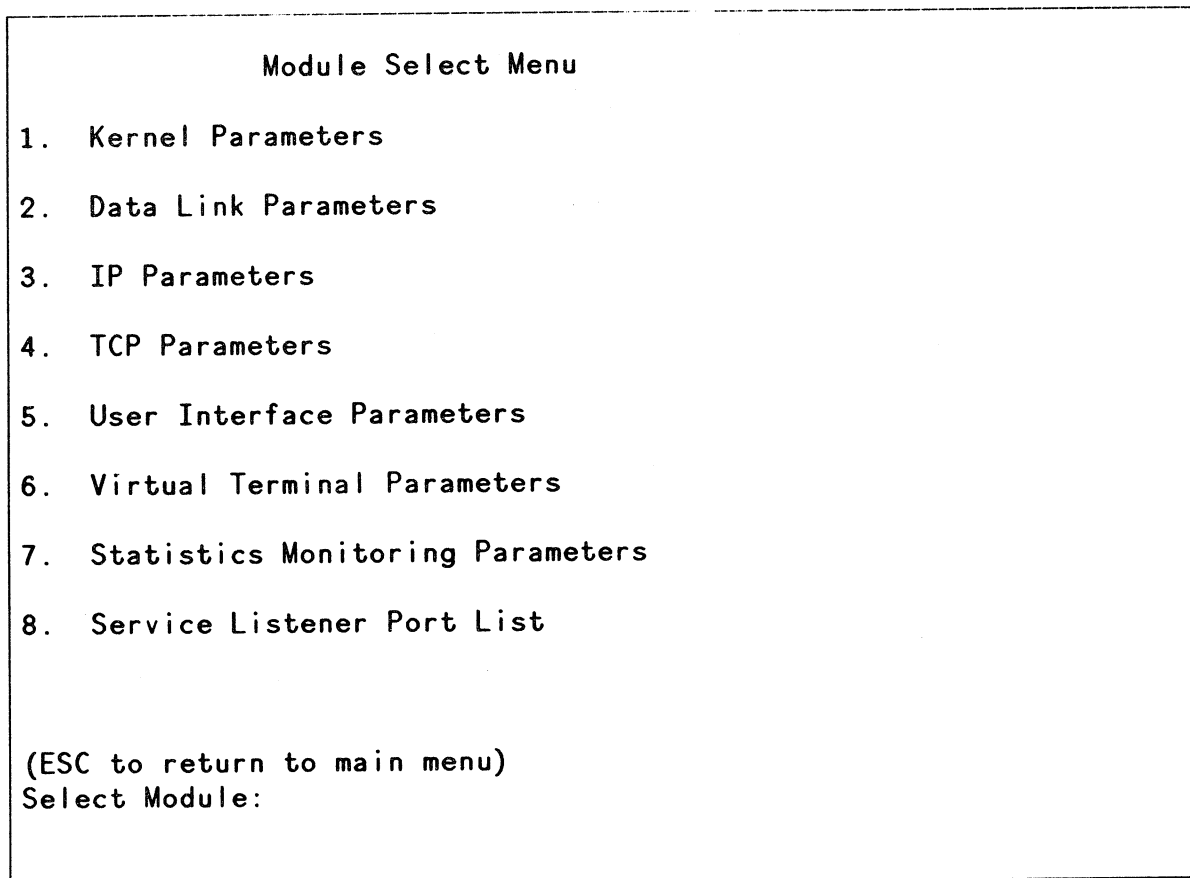 Module Select Menu
1. Kernel Parameters
2. Data Link Parameters
3. IP Parameters
4. TCP Parameters
5. User Interface Parameters
6. Virtual Terminal Parameters
7. Statistics Monitoring Parameters
8. Service Listener Port List
(ESC to return to main menu)
Select Module: